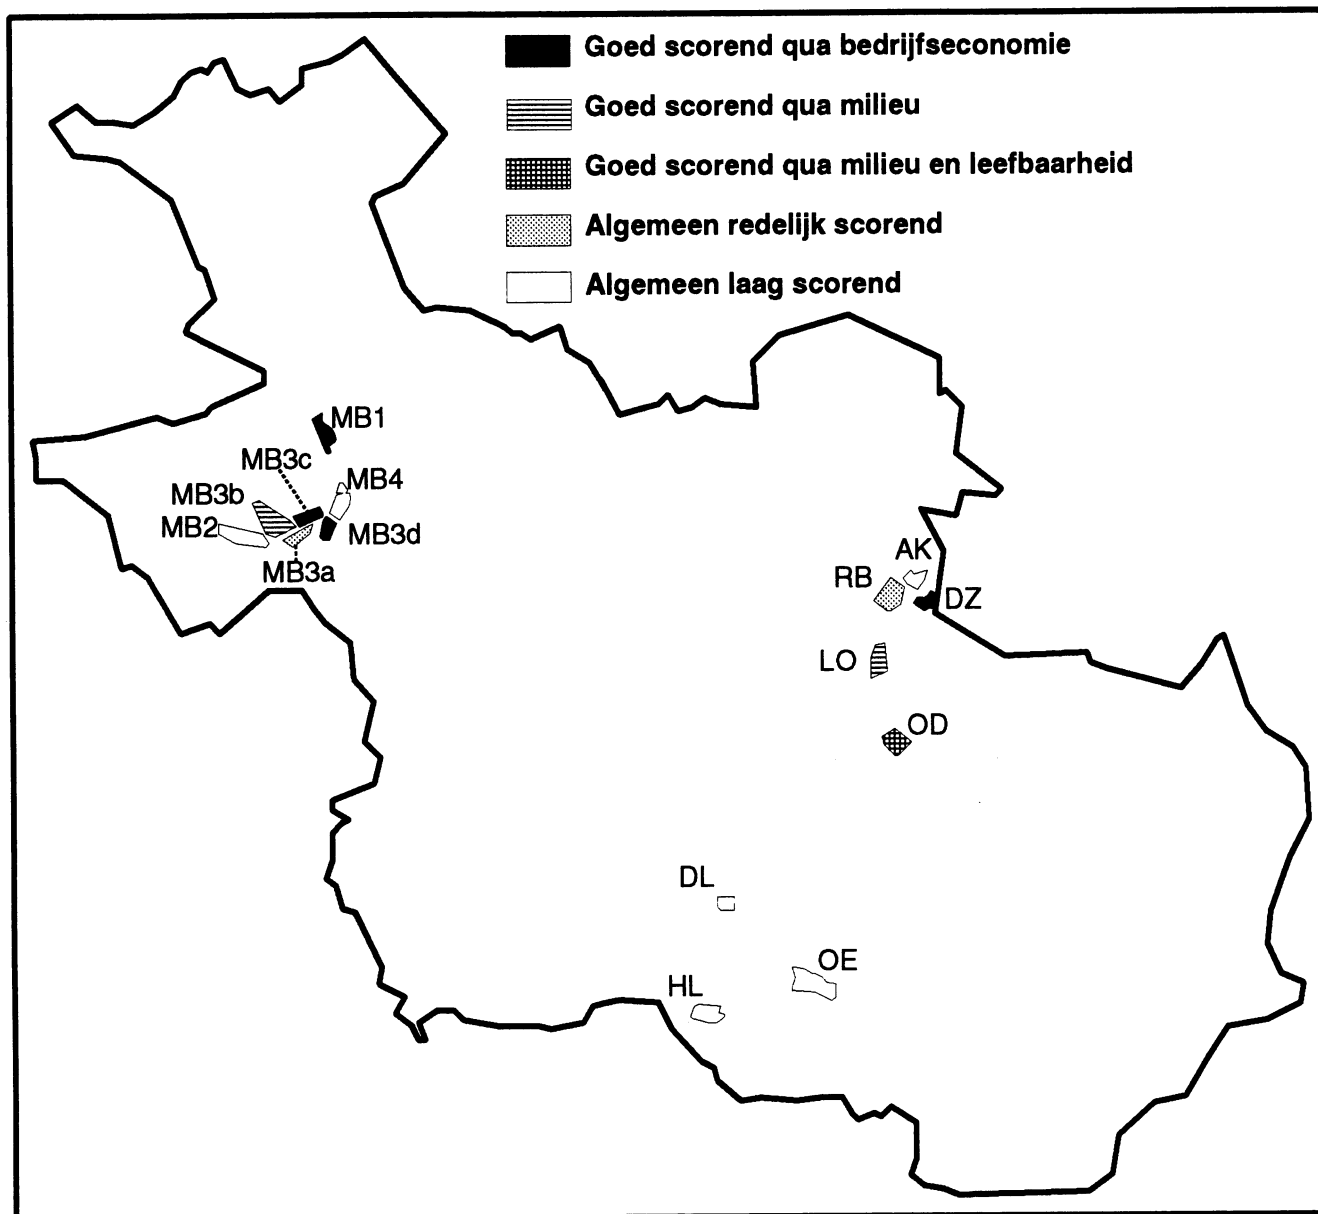 Goed scorend qua bedrijfseconomie
Goed scorend qua milieu
Goed scorend qua milieu en leefbaarheid
Algemeen redelijk scorend
Algemeen laag scorend
MB1
MB3c
MB4
MB3b
MB2
MB3d
MB3a
AK
RB
DZ
LO
OD
DL
OE
HL